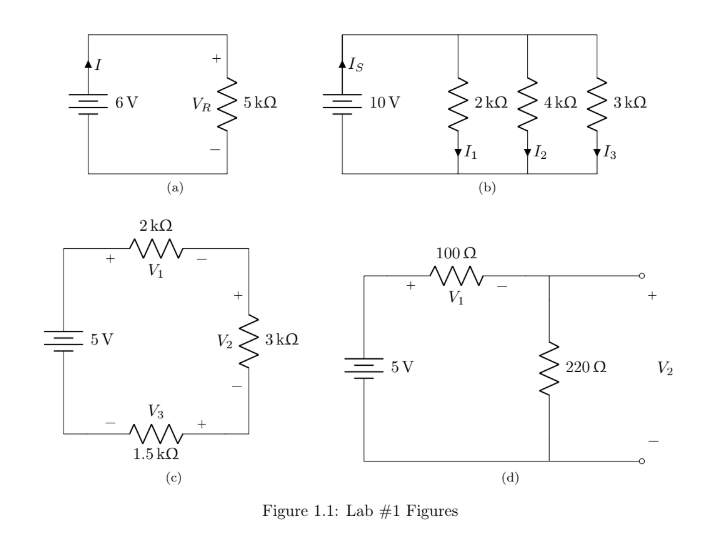 I
+
6 V
V_R
5 kΩ
−
(a)
I_S
10 V
2 kΩ
4 kΩ
3 kΩ
I_1
I_2
I_3
(b)
2 kΩ
+
−
V_1
+
5 V
V_2
3 kΩ
−
V_3
−
+
1.5 kΩ
(c)
100 Ω
+
−
V_1
+
5 V
220 Ω
V_2
−
(d)
Figure 1.1: Lab #1 Figures